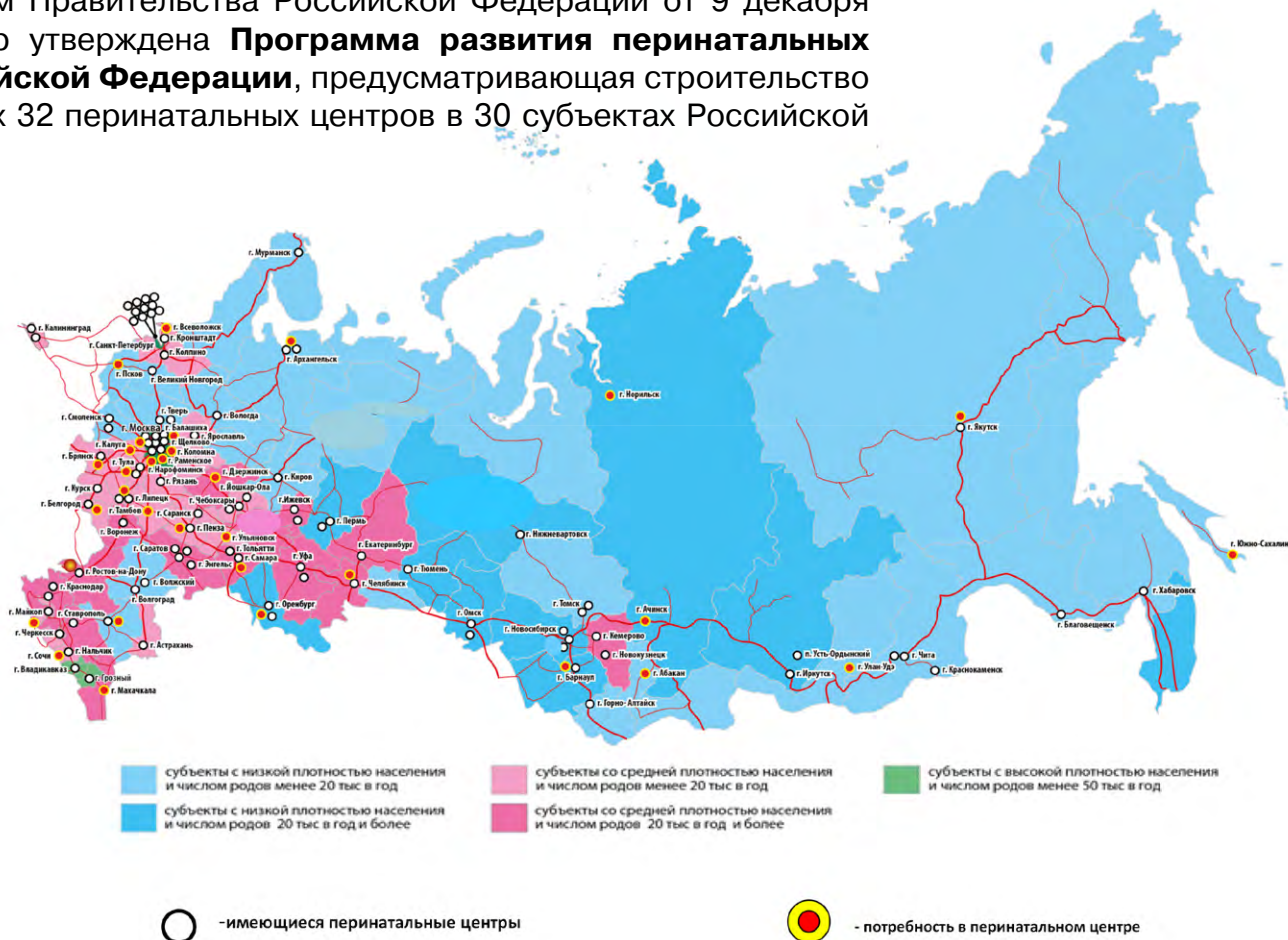 м Правительства Российской Федерации от 9 декабря
о утверждена Программа развития перинатальных
йской Федерации, предусматривающая строительство
х 32 перинатальных центров в 30 субъектах Российской
г. Мурманск
г. Калининград
г. Всеволожск
г. Кронштадт
г. Санкт-Петербург
г. Колпино
г. Архангельск
г. Псков
г. Великий Новгород
г. Норильск
г. Смоленск
г. Тверь
г. Вологда
г. Москва
г. Балашиха
г. Ярославль
г. Якутск
г. Калуга
г. Щелково
г. Коломна
г. Брянск
г. Тула
г. Раменское
г. Нарофоминск
г. Дзержинск
г. Киров
г. Рязань
г. Йошкар-Ола
г. Курск
г. Липецк
г. Чебоксары
г. Ижевск
г. Белгород
г. Тамбов
г. Саранск
г. Пермь
г. Воронеж
г. Пенза
г. Ульяновск
г. Нижневартовск
г. Саратов
г. Тольятти
г. Екатеринбург
г. Южно-Сахалин
г. Энгельс
г. Самара
г. Уфа
г. Тюмень
г. Ростов-на-Дону
г. Волжский
г. Челябинск
г. Краснодар
г. Волгоград
г. Хабаровск
г. Майкоп
г. Ставрополь
г. Оренбург
г. Омск
г. Томск
г. Ачинск
г. Благовещенск
г. Черкесск
г. Новосибирск
г. Кемерово
г. Астрахань
г. Сочи
г. Нальчик
г. Новокузнецк
п. Усть-Ордынский
г. Чита
г. Владикавказ
г. Барнаул
г. Абакан
г. Иркутск
г. Улан-Удэ
г. Краснокаменск
г. Грозный
г. Махачкала
г. Горно-Алтайск
субъекты с низкой плотностью населения
и числом родов менее 20 тыс в год
субъекты с низкой плотностью населения
и числом родов 20 тыс в год и более
субъекты со средней плотностью населения
и числом родов менее 20 тыс в год
субъекты со средней плотностью населения
и числом родов 20 тыс в год и более
субъекты с высокой плотностью населения
и числом родов менее 50 тыс в год
-имеющиеся перинатальные центры
- потребность в перинатальном центре